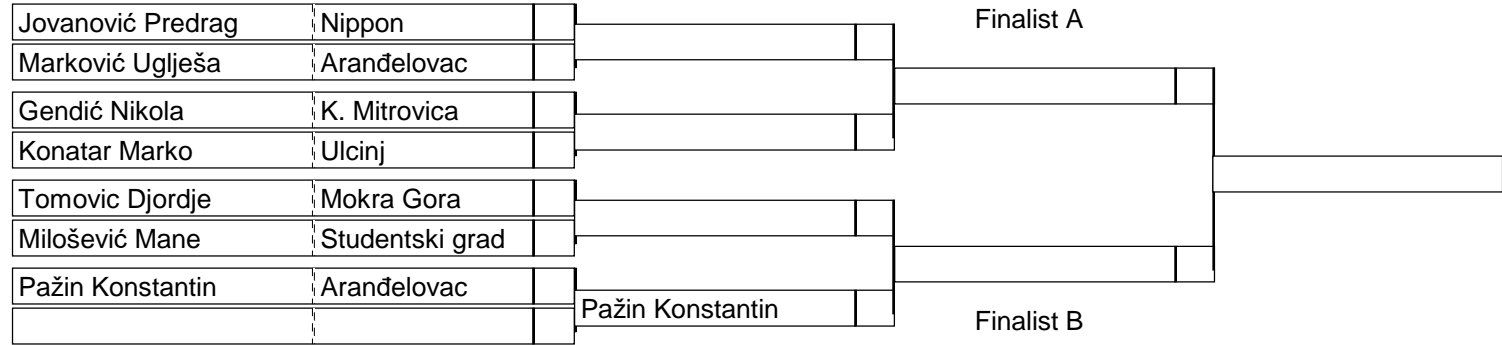 Jovanović Predrag Nippon
Finalist A
Marković Uglješa Aranđelovac
Gendić Nikola K. Mitrovica
Konatar Marko Ulcinj
Tomovic Djordje Mokra Gora
Milošević Mane Studentski grad
Pažin Konstantin Aranđelovac
Pažin Konstantin
Finalist B